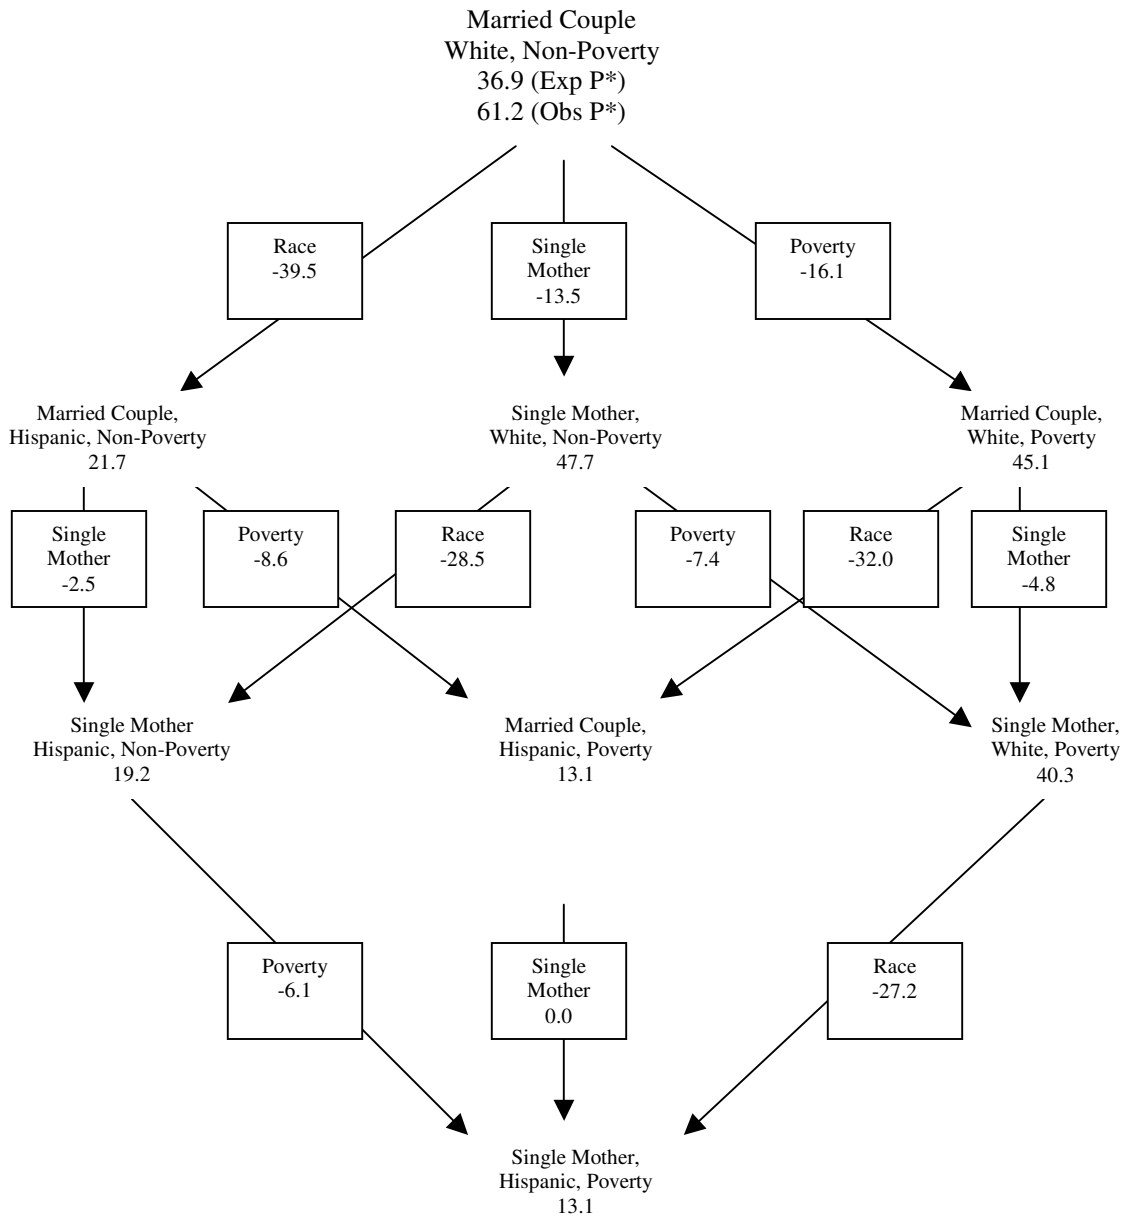 Married Couple
White, Non-Poverty
36.9 (Exp P*)
61.2 (Obs P*)
Race
-39.5
Single
Mother
-13.5
Poverty
-16.1
Married Couple,
Hispanic, Non-Poverty
21.7
Single Mother,
White, Non-Poverty
47.7
Married Couple,
White, Poverty
45.1
Single
Mother
-2.5
Poverty
-8.6
Race
-28.5
Poverty
-7.4
Race
-32.0
Single
Mother
-4.8
Single Mother
Hispanic, Non-Poverty
19.2
Married Couple,
Hispanic, Poverty
13.1
Single Mother,
White, Poverty
40.3
Poverty
-6.1
Single
Mother
0.0
Race
-27.2
Single Mother,
Hispanic, Poverty
13.1